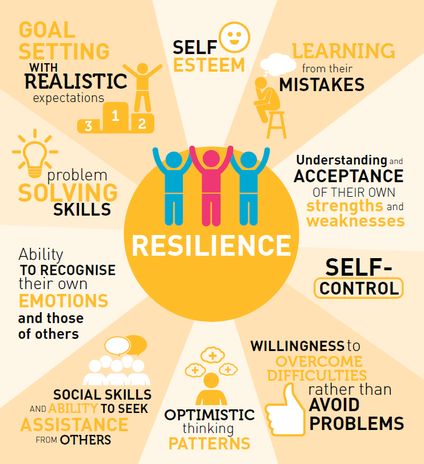 GOAL
SETTING
WITH
REALISTIC
expectations
3 1 2
SELF
ESTEEM
LEARNING
from their
MISTAKES
problem
SOLVING
SKILLS
Understanding and
ACCEPTANCE
OF THEIR OWN
strengths and
weaknesses
RESILIENCE
Ability
TO RECOGNISE
their own
EMOTIONS
and those
of others
SELF-
CONTROL
SOCIAL SKILLS
AND ABILITY TO SEEK
ASSISTANCE
FROM OTHERS
OPTIMISTIC
thinking
PATTERNS
WILLINGNESS to
OVERCOME
DIFFICULTIES
rather than
AVOID
PROBLEMS